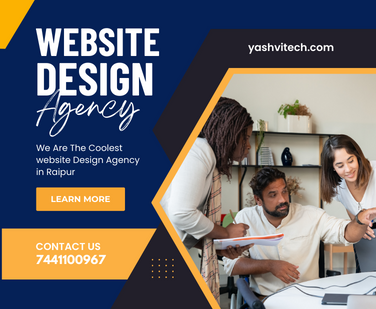 WEBSITE
DESIGN
Agency
yashvitech.com
We Are The Coolest
website Design Agency
in Raipur
LEARN MORE
CONTACT US
7441100967